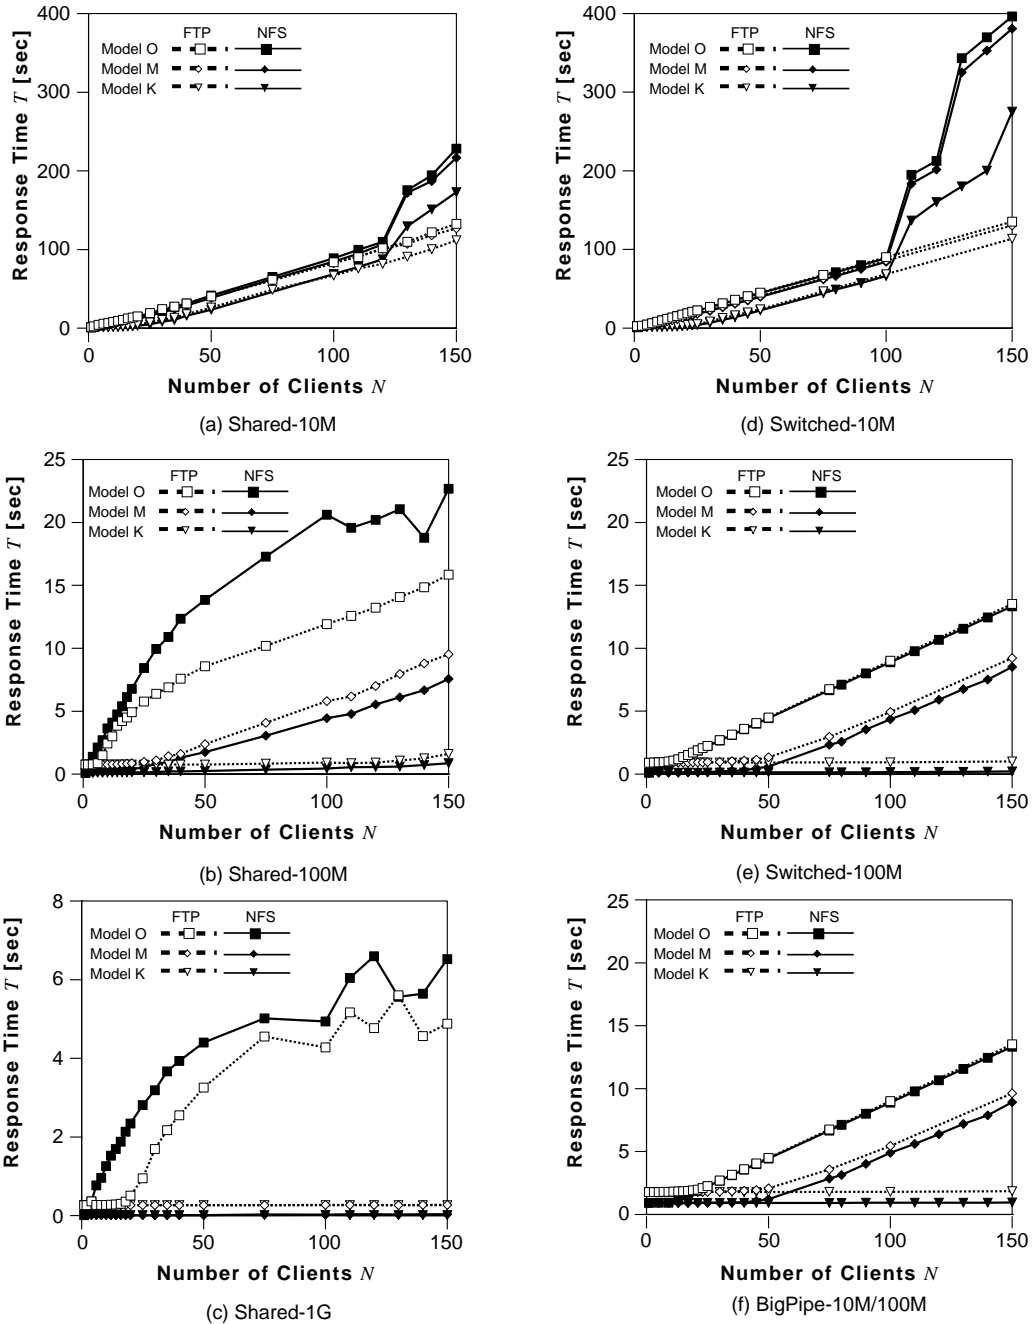 400
300
200
100
0
Response Time T [sec]
FTP NFS
Model O
Model M
Model K
0 50 100 150
Number of Clients N
(a) Shared-10M
400
300
200
100
0
Response Time T [sec]
FTP NFS
Model O
Model M
Model K
0 50 100 150
Number of Clients N
(d) Switched-10M
25
20
15
10
5
0
Response Time T [sec]
FTP NFS
Model O
Model M
Model K
0 50 100 150
Number of Clients N
(b) Shared-100M
25
20
15
10
5
0
Response Time T [sec]
FTP NFS
Model O
Model M
Model K
0 50 100 150
Number of Clients N
(e) Switched-100M
8
6
4
2
0
Response Time T [sec]
FTP NFS
Model O
Model M
Model K
0 50 100 150
Number of Clients N
(c) Shared-1G
25
20
15
10
5
0
Response Time T [sec]
FTP NFS
Model O
Model M
Model K
0 50 100 150
Number of Clients N
(f) BigPipe-10M/100M